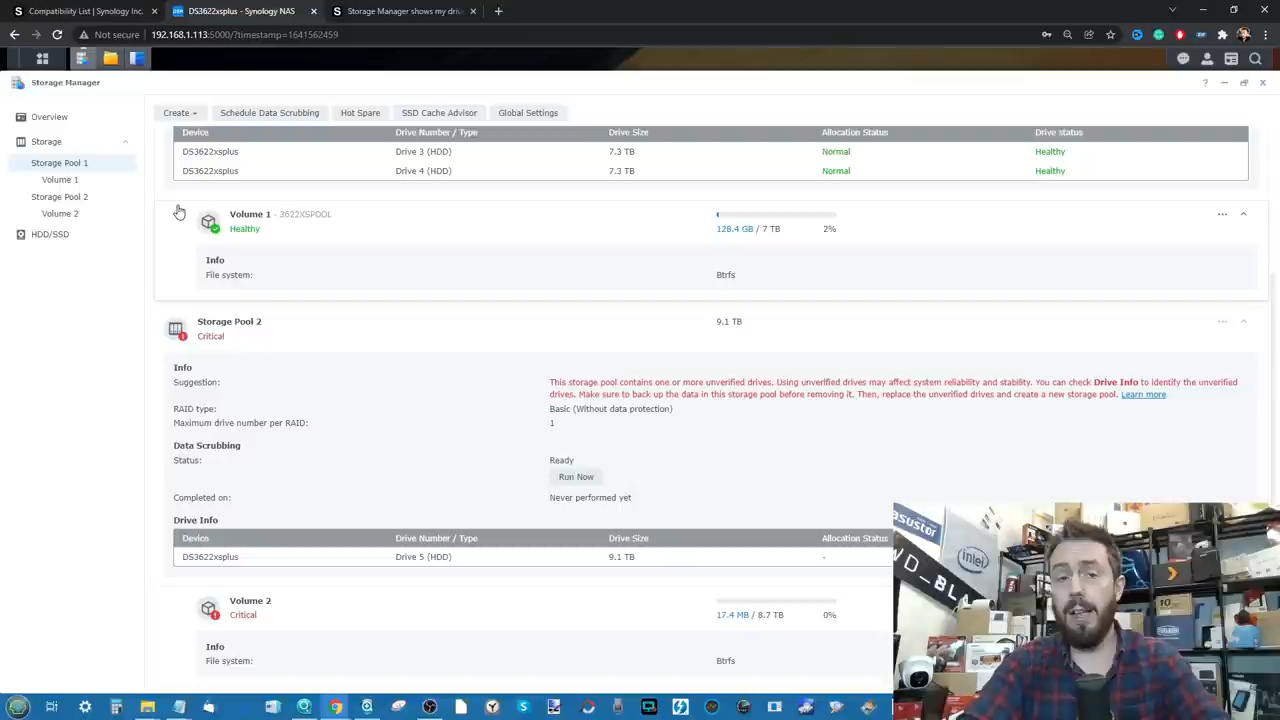 Compatibility List | Synology Inc.
DS3622xsplus - Synology NAS
Storage Manager shows my driv
Not secure
192.168.1.113:5000/?timestamp=1641562459
Storage Manager
Overview
Storage
Storage Pool 1
Volume 1
Storage Pool 2
Volume 2
HDD/SSD
Create
Schedule Data Scrubbing
Hot Spare
SSD Cache Advisor
Global Settings
Device Drive Number / Type Drive Size Allocation Status Drive status
DS3622xsplus Drive 3 (HDD) 7.3 TB Normal Healthy
DS3622xsplus Drive 4 (HDD) 7.3 TB Normal Healthy
Volume 1 - 3622XSPOOL
Healthy
128.4 GB / 7 TB 2%
Info
File system: Btrfs
Storage Pool 2 9.1 TB
Critical
Info
Suggestion: This storage pool contains one or more unverified drives. Using unverified drives may affect system reliability and stability. You can check Drive Info to identify the unverified
drives. Make sure to back up the data in this storage pool before removing it. Then, replace the unverified drives and create a new storage pool. Learn more
RAID type: Basic (Without data protection)
Maximum drive number per RAID: 1
Data Scrubbing
Status: Ready
Run Now
Completed on: Never performed yet
Drive Info
Device Drive Number / Type Drive Size Allocation Status
DS3622xsplus Drive 5 (HDD) 9.1 TB -
Volume 2
Critical
17.4 MB / 8.7 TB 0%
Info
File system: Btrfs
asustor
intel